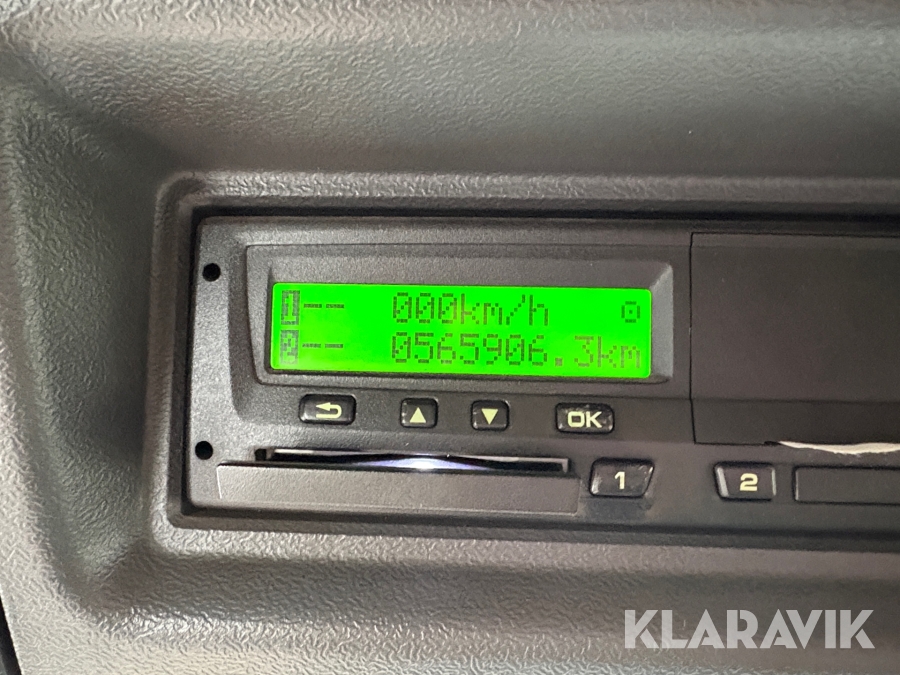 1 -- -- 000km/h
2 -- -- 0565906.3km
OK
1 2
KLARAVIK